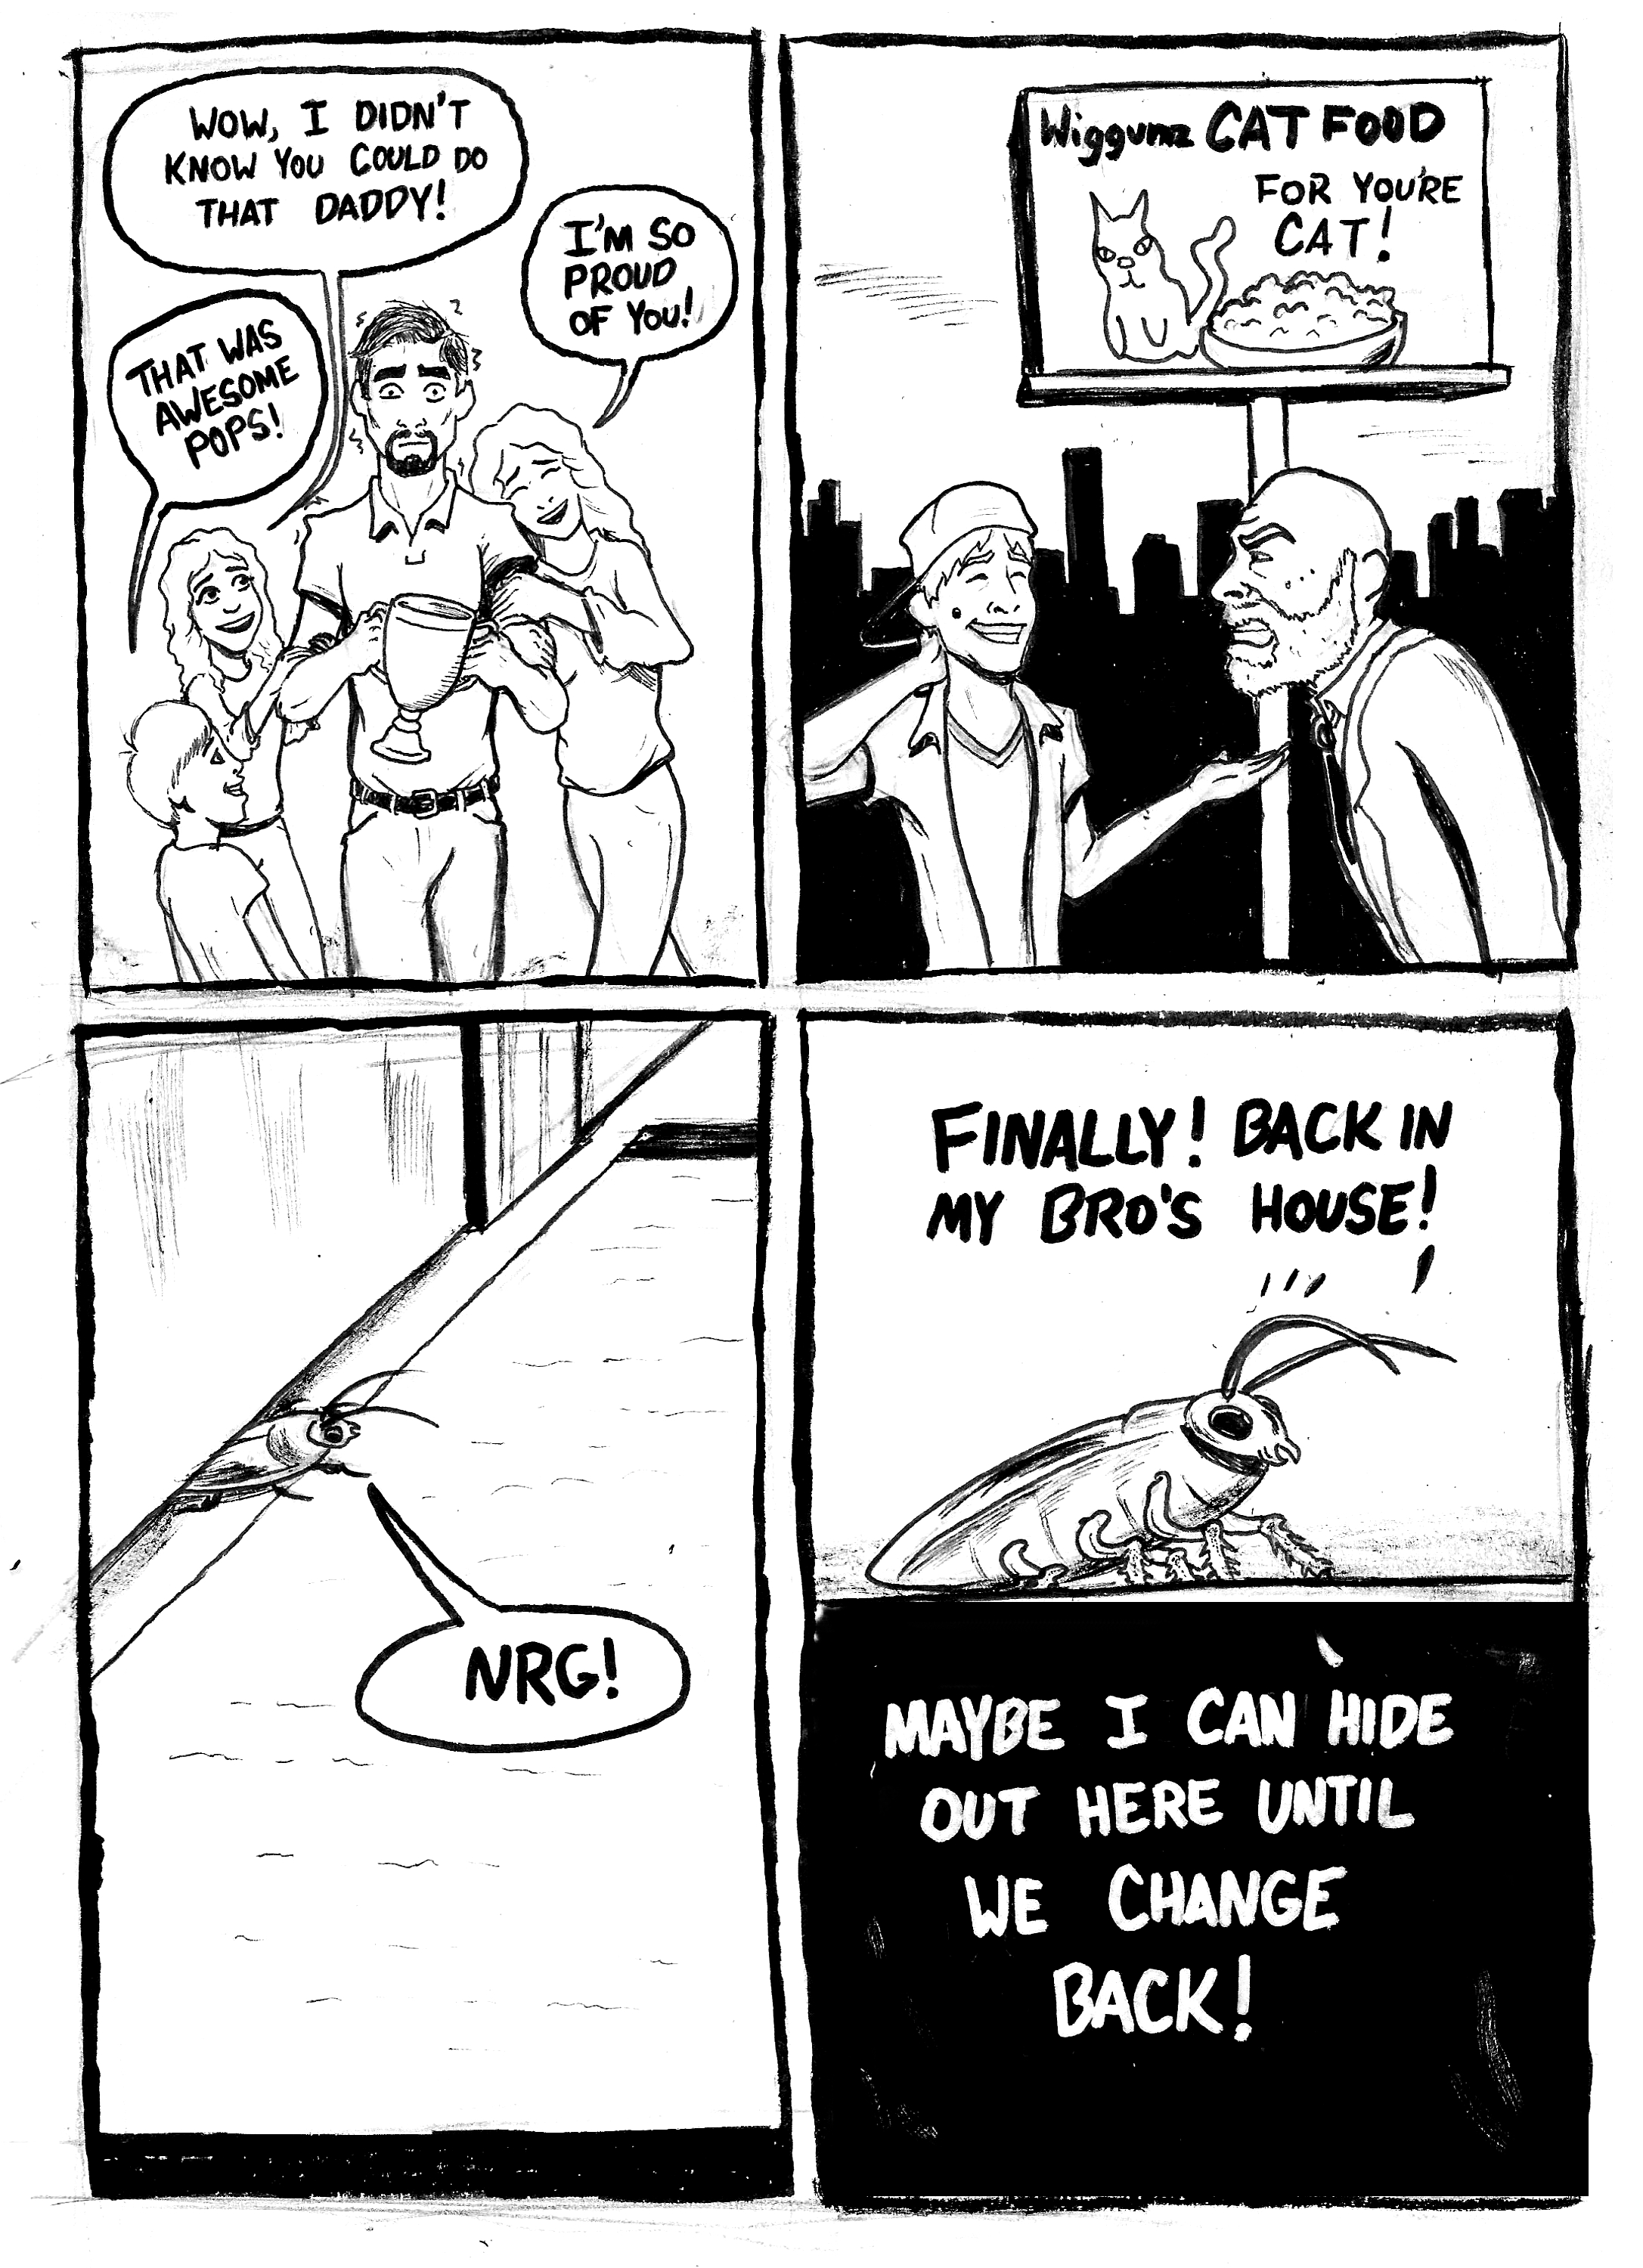 WOW, I DIDN'T
KNOW YOU COULD DO
THAT DADDY!
I'M SO
PROUD
OF YOU!
THAT WAS
AWESOME
POPS!
Wiggumz CAT FOOD
FOR YOU'RE
CAT!
NRG!
FINALLY! BACK IN
MY BRO'S HOUSE!
MAYBE I CAN HIDE
OUT HERE UNTIL
WE CHANGE
BACK!